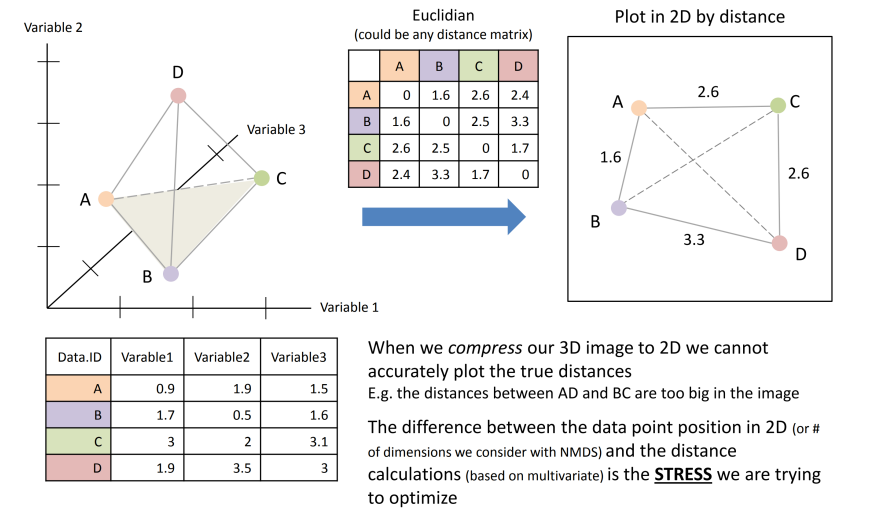 Variable 2
D
Variable 3
C
A
B
Variable 1
Euclidian
(could be any distance matrix)
A B C D
A 0 1.6 2.6 2.4
B 1.6 0 2.5 3.3
C 2.6 2.5 0 1.7
D 2.4 3.3 1.7 0
Plot in 2D by distance
2.6
A
C
1.6
2.6
B
3.3
D
Data.ID Varable1 Variable2 Variable3
A 0.9 1.9 1.5
B 1.7 0.5 1.6
C 3 2 3.1
D 1.9 3.5 3
When we compress our 3D image to 2D we cannot
accurately plot the true distances
E.g. the distances between AD and BC are too big in the image
The difference between the data point position in 2D (or #
of dimensions we consider with NMDS) and the distance
calculations (based on multivariate) is the STRESS we are trying
to optimize